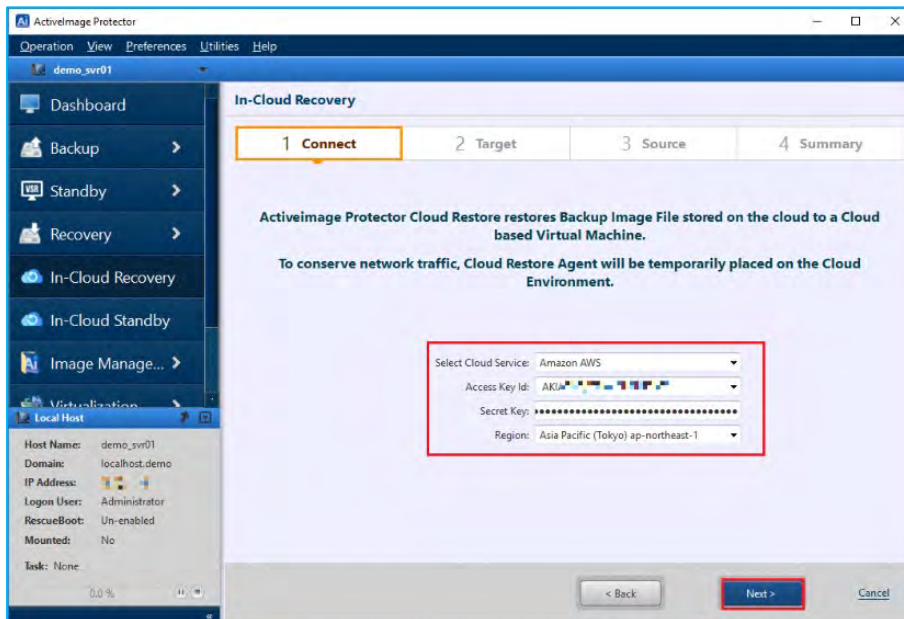 ActiveImage Protector
Operation View Preferences Utilities Help
demo_svr01
Dashboard
Backup
Standby
Recovery
In-Cloud Recovery
In-Cloud Standby
Image Manage...
Virtualization
Local Host
Host Name: demo_svr01
Domain: localhost.demo
IP Address:
Logon User: Administrator
RescueBoot: Un-enabled
Mounted: No
Task: None
0.0 %
In-Cloud Recovery
1 Connect
2 Target
3 Source
4 Summary
Activeimage Protector Cloud Restore restores Backup Image File stored on the cloud to a Cloud
based Virtual Machine.
To conserve network traffic, Cloud Restore Agent will be temporarily placed on the Cloud
Environment.
Select Cloud Service: Amazon AWS
Access Key Id: AKIA
Secret Key:
Region: Asia Pacific (Tokyo) ap-northeast-1
< Back
Next >
Cancel